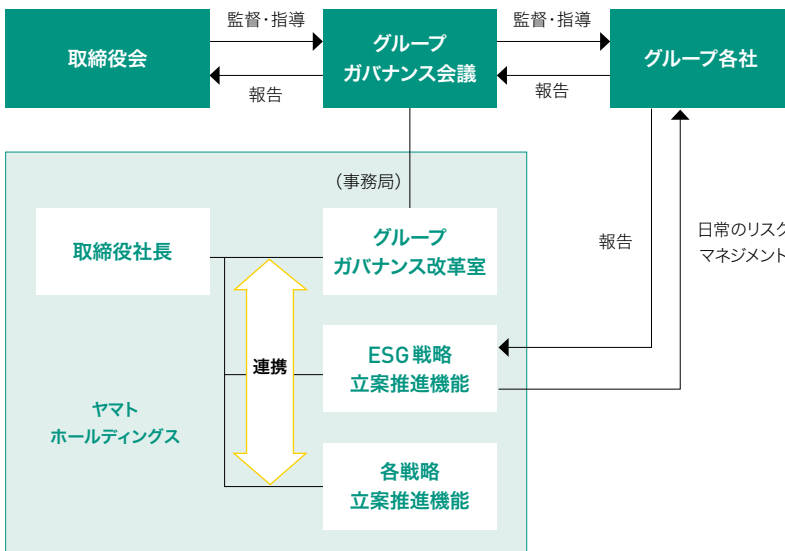 監督・指導
監督・指導
取締役会
グループ
ガバナンス会議
グループ各社
報告
報告
（事務局）
取締役社長
グループ
ガバナンス改革室
報告
日常のリスク
マネジメント
連携
ESG戦略
立案推進機能
ヤマト
ホールディングス
各戦略
立案推進機能